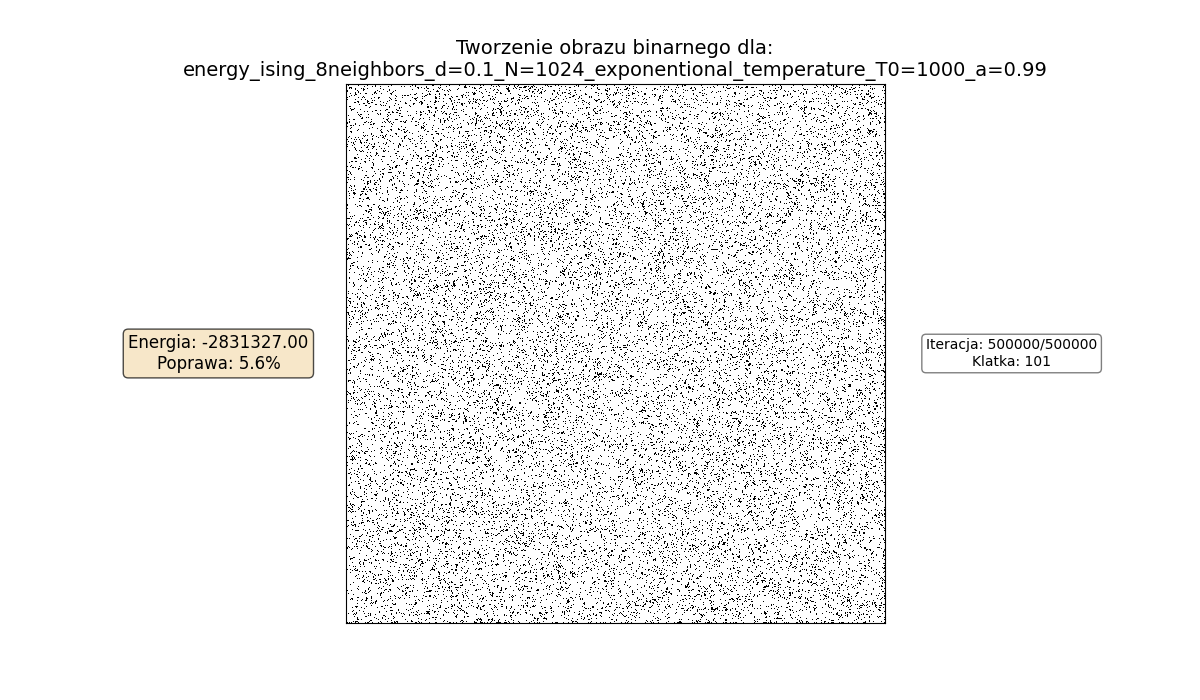 Tworzenie obrazu binarnego dla:
energy_ising_8neighbors_d=0.1_N=1024_exponentional_temperature_T0=1000_a=0.99
Energia: -2831327.00
Poprawa: 5.6%
Iteracja: 500000/500000
Klatka: 101